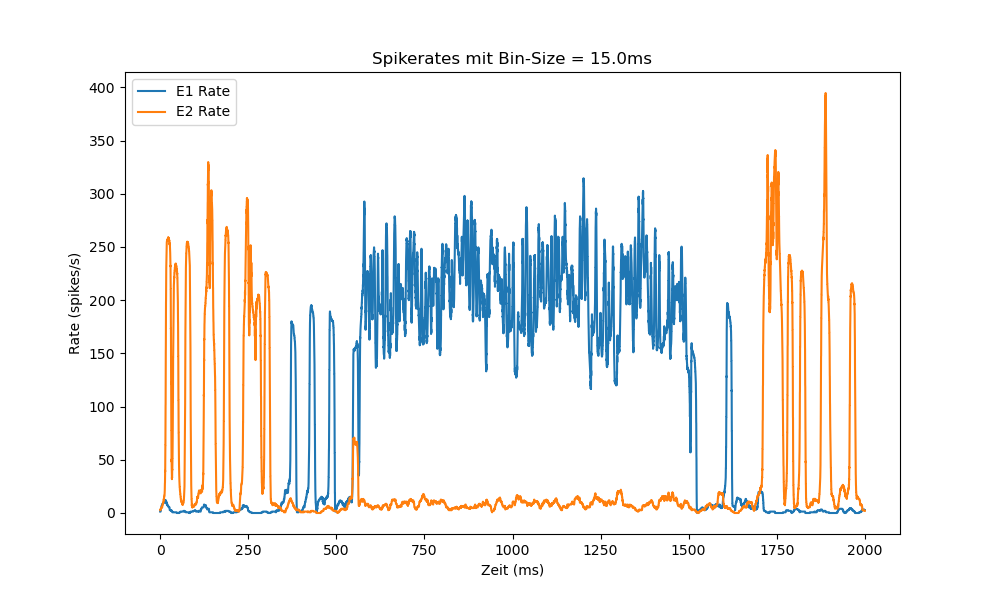 Spikerates mit Bin-Size = 15.0ms
E1 Rate
E2 Rate
Rate (spikes/s)
400
350
300
250
200
150
100
50
0
0 250 500 750 1000 1250 1500 1750 2000
Zeit (ms)